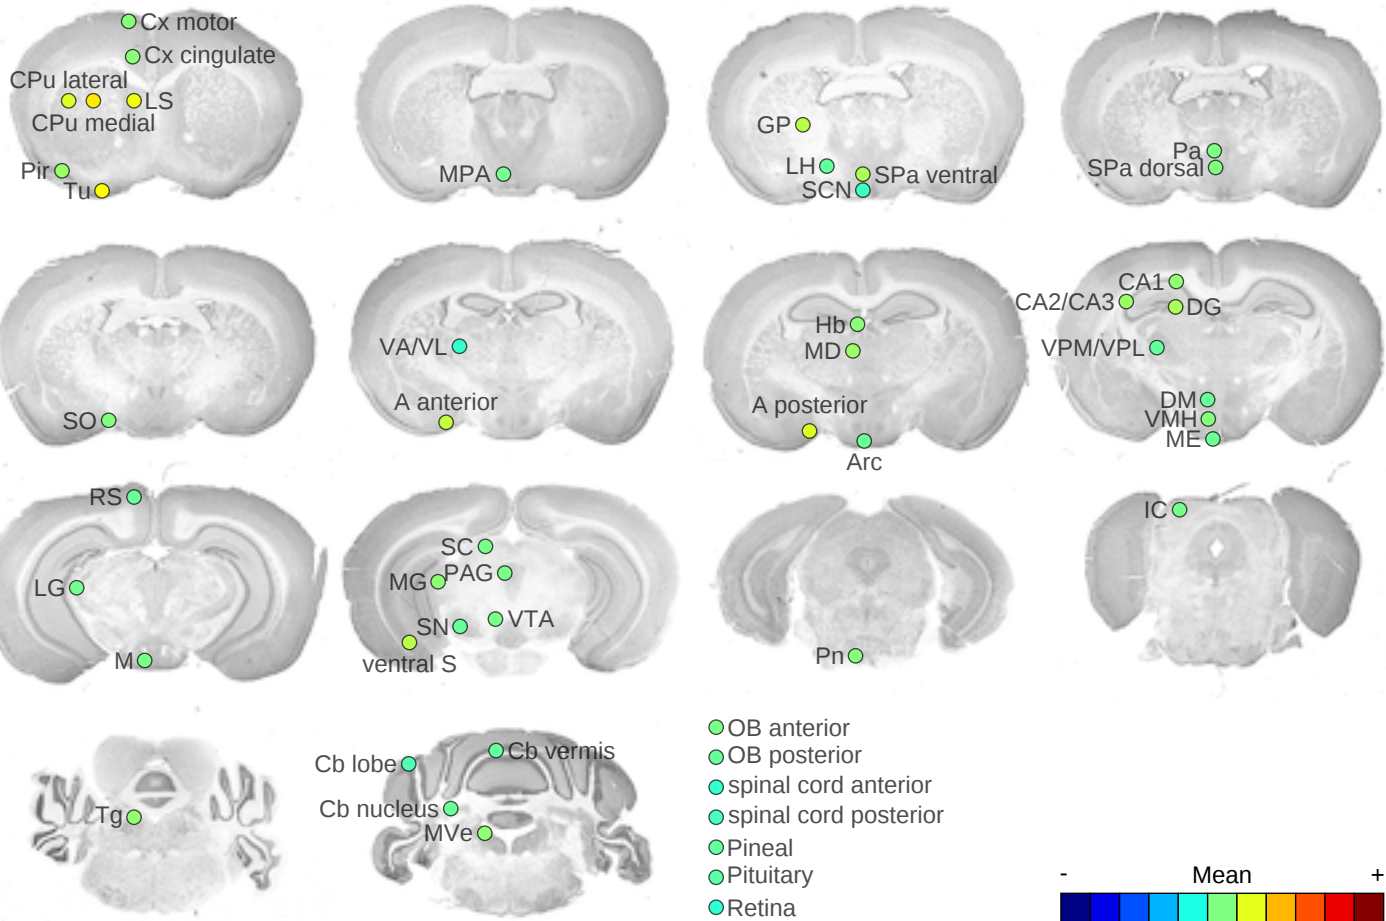 Cx motor
Cx cingulate
CPu lateral
LS
CPu medial
Pir
Tu
MPA
GP
LH
SPa ventral
SCN
Pa
SPa dorsal
SO
VA/VL
A anterior
Hb
MD
A posterior
Arc
CA1
CA2/CA3
DG
VPM/VPL
DM
VMH
ME
RS
LG
M
SC
MG
PAG
SN
VTA
ventral S
Pn
IC
Tg
Cb lobe
Cb vermis
Cb nucleus
MVe
OB anterior
OB posterior
spinal cord anterior
spinal cord posterior
Pineal
Pituitary
Retina
- Mean +